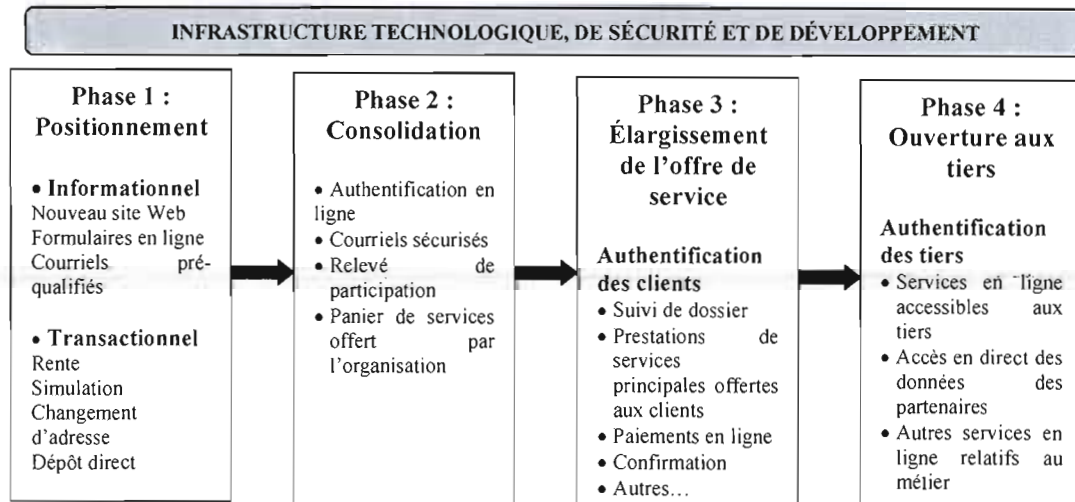 INFRASTRUCTURE TECHNOLOGIQUE, DE SÉCURITÉ ET DE DÉVELOPPEMENT
Phase 1 :
Positionnement
• Informationnel
Nouveau site Web
Formulaires en ligne
Courriels pré-
qualifiés
• Transactionnel
Rente
Simulation
Changement
d'adresse
Dépôt direct
Phase 2 :
Consolidation
• Authentification en
ligne
• Courriels sécurisés
• Relevé de
participation
• Panier de services
offert par
l'organisation
Phase 3 :
Élargissement
de l'offre de
service
Authentification
des clients
• Suivi de dossier
• Prestations de
services
principales offertes
aux clients
• Paiements en ligne
• Confirmation
• Autres…
Phase 4 :
Ouverture aux
tiers
Authentification
des tiers
• Services en ligne
accessibles aux
tiers
• Accès en direct des
données des
partenaires
• Autres services en
ligne relatifs au
métier